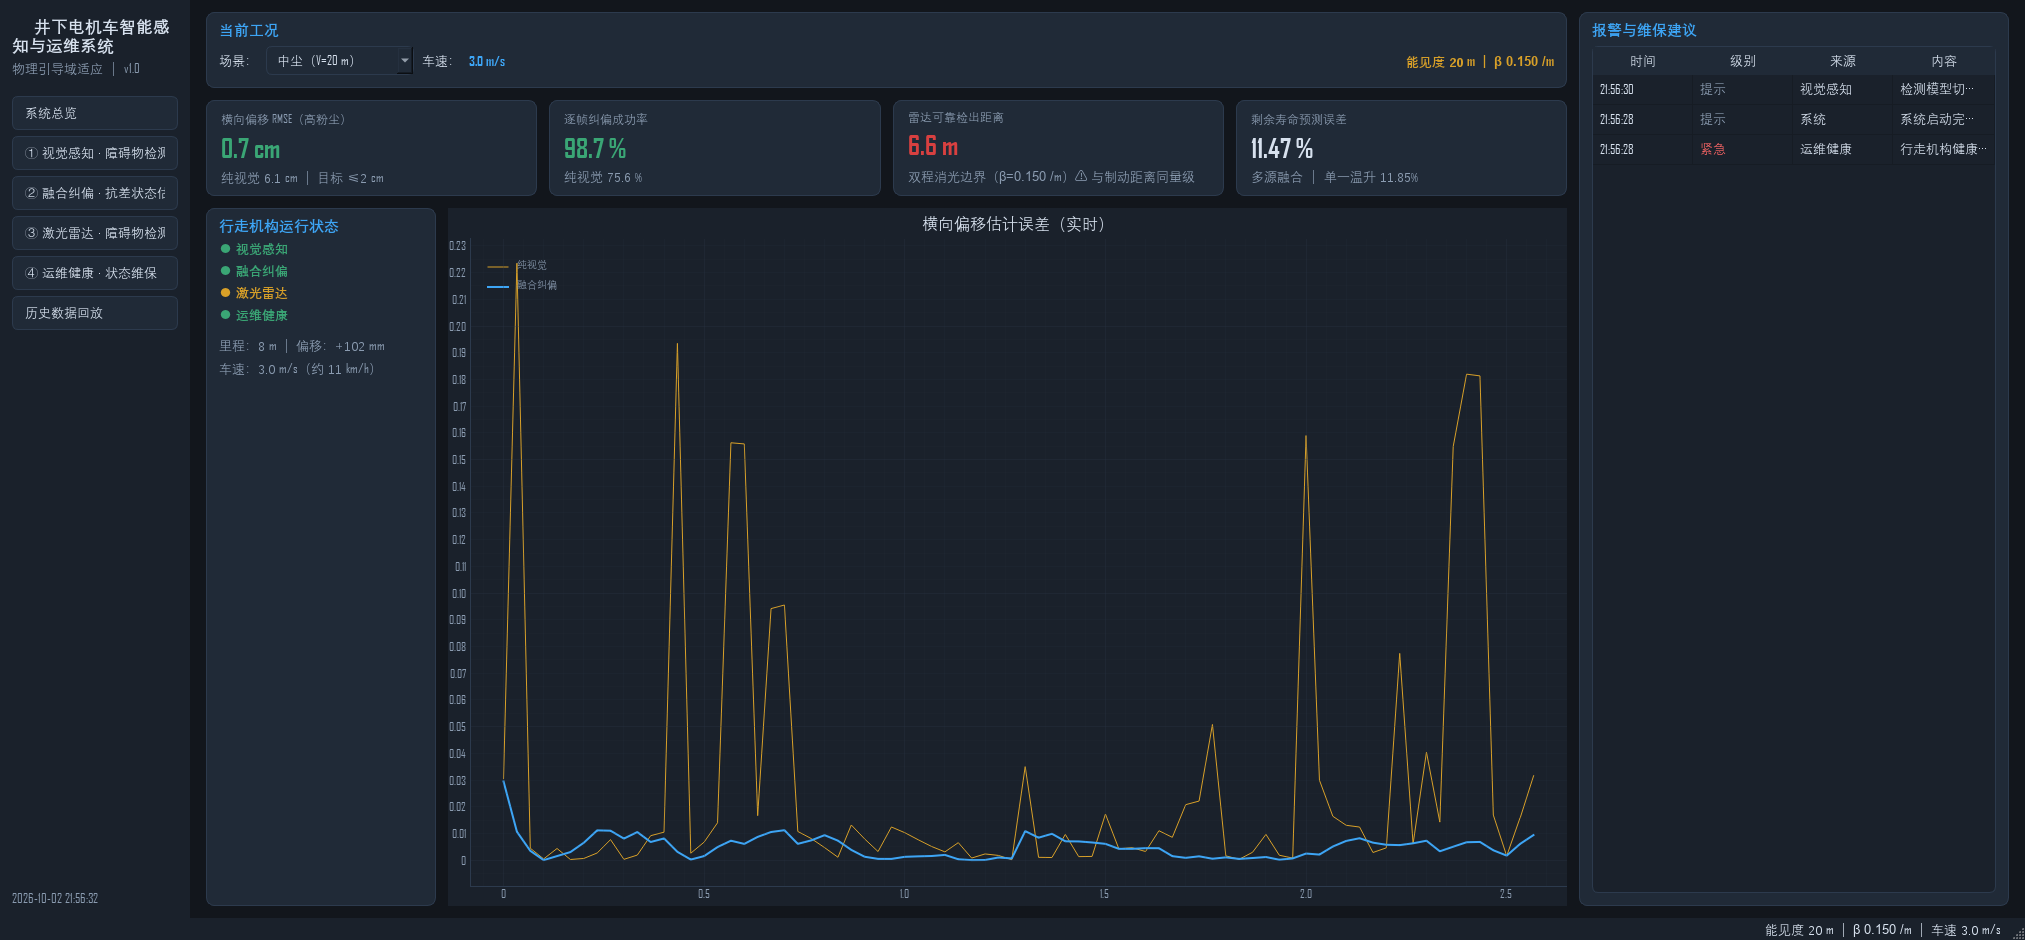 井下电机车智能感
知与运维系统
物理引导域适应 | v1.0
系统总览
① 视觉感知 · 障碍物检测
② 融合纠偏 · 抗差状态估
③ 激光雷达 · 障碍物检测
④ 运维健康 · 状态维保
历史数据回放
2026-10-02 21:56:32
当前工况
场景： 中尘（V=20 m） 车速： 3.0 m/s
能见度 20 m | β 0.150 /m
横向偏移 RMSE（高粉尘）
0.7 cm
纯视觉 6.1 cm | 目标 ≤2 cm
逐帧纠偏成功率
98.7 %
纯视觉 75.6 %
雷达可靠检出距离
6.6 m
双程消光边界（β=0.150 /m）⚠ 与制动距离同量级
剩余寿命预测误差
11.47 %
多源融合 | 单一温升 11.85%
行走机构运行状态
● 视觉感知
● 融合纠偏
● 激光雷达
● 运维健康
里程： 8 m | 偏移： +102 mm
车速： 3.0 m/s（约 11 km/h）
横向偏移估计误差（实时）
纯视觉
融合纠偏
0.23
0.22
0.21
0.20
0.19
0.18
0.17
0.16
0.15
0.14
0.13
0.12
0.11
0.10
0.09
0.08
0.07
0.06
0.05
0.04
0.03
0.02
0.01
0
0 0.5 1.0 1.5 2.0 2.5
报警与维保建议
时间 级别 来源 内容
21:56:30 提示 视觉感知 检测模型切…
21:56:28 提示 系统 系统启动完…
21:56:28 紧急 运维健康 行走机构健康…
能见度 20 m | β 0.150 /m | 车速 3.0 m/s